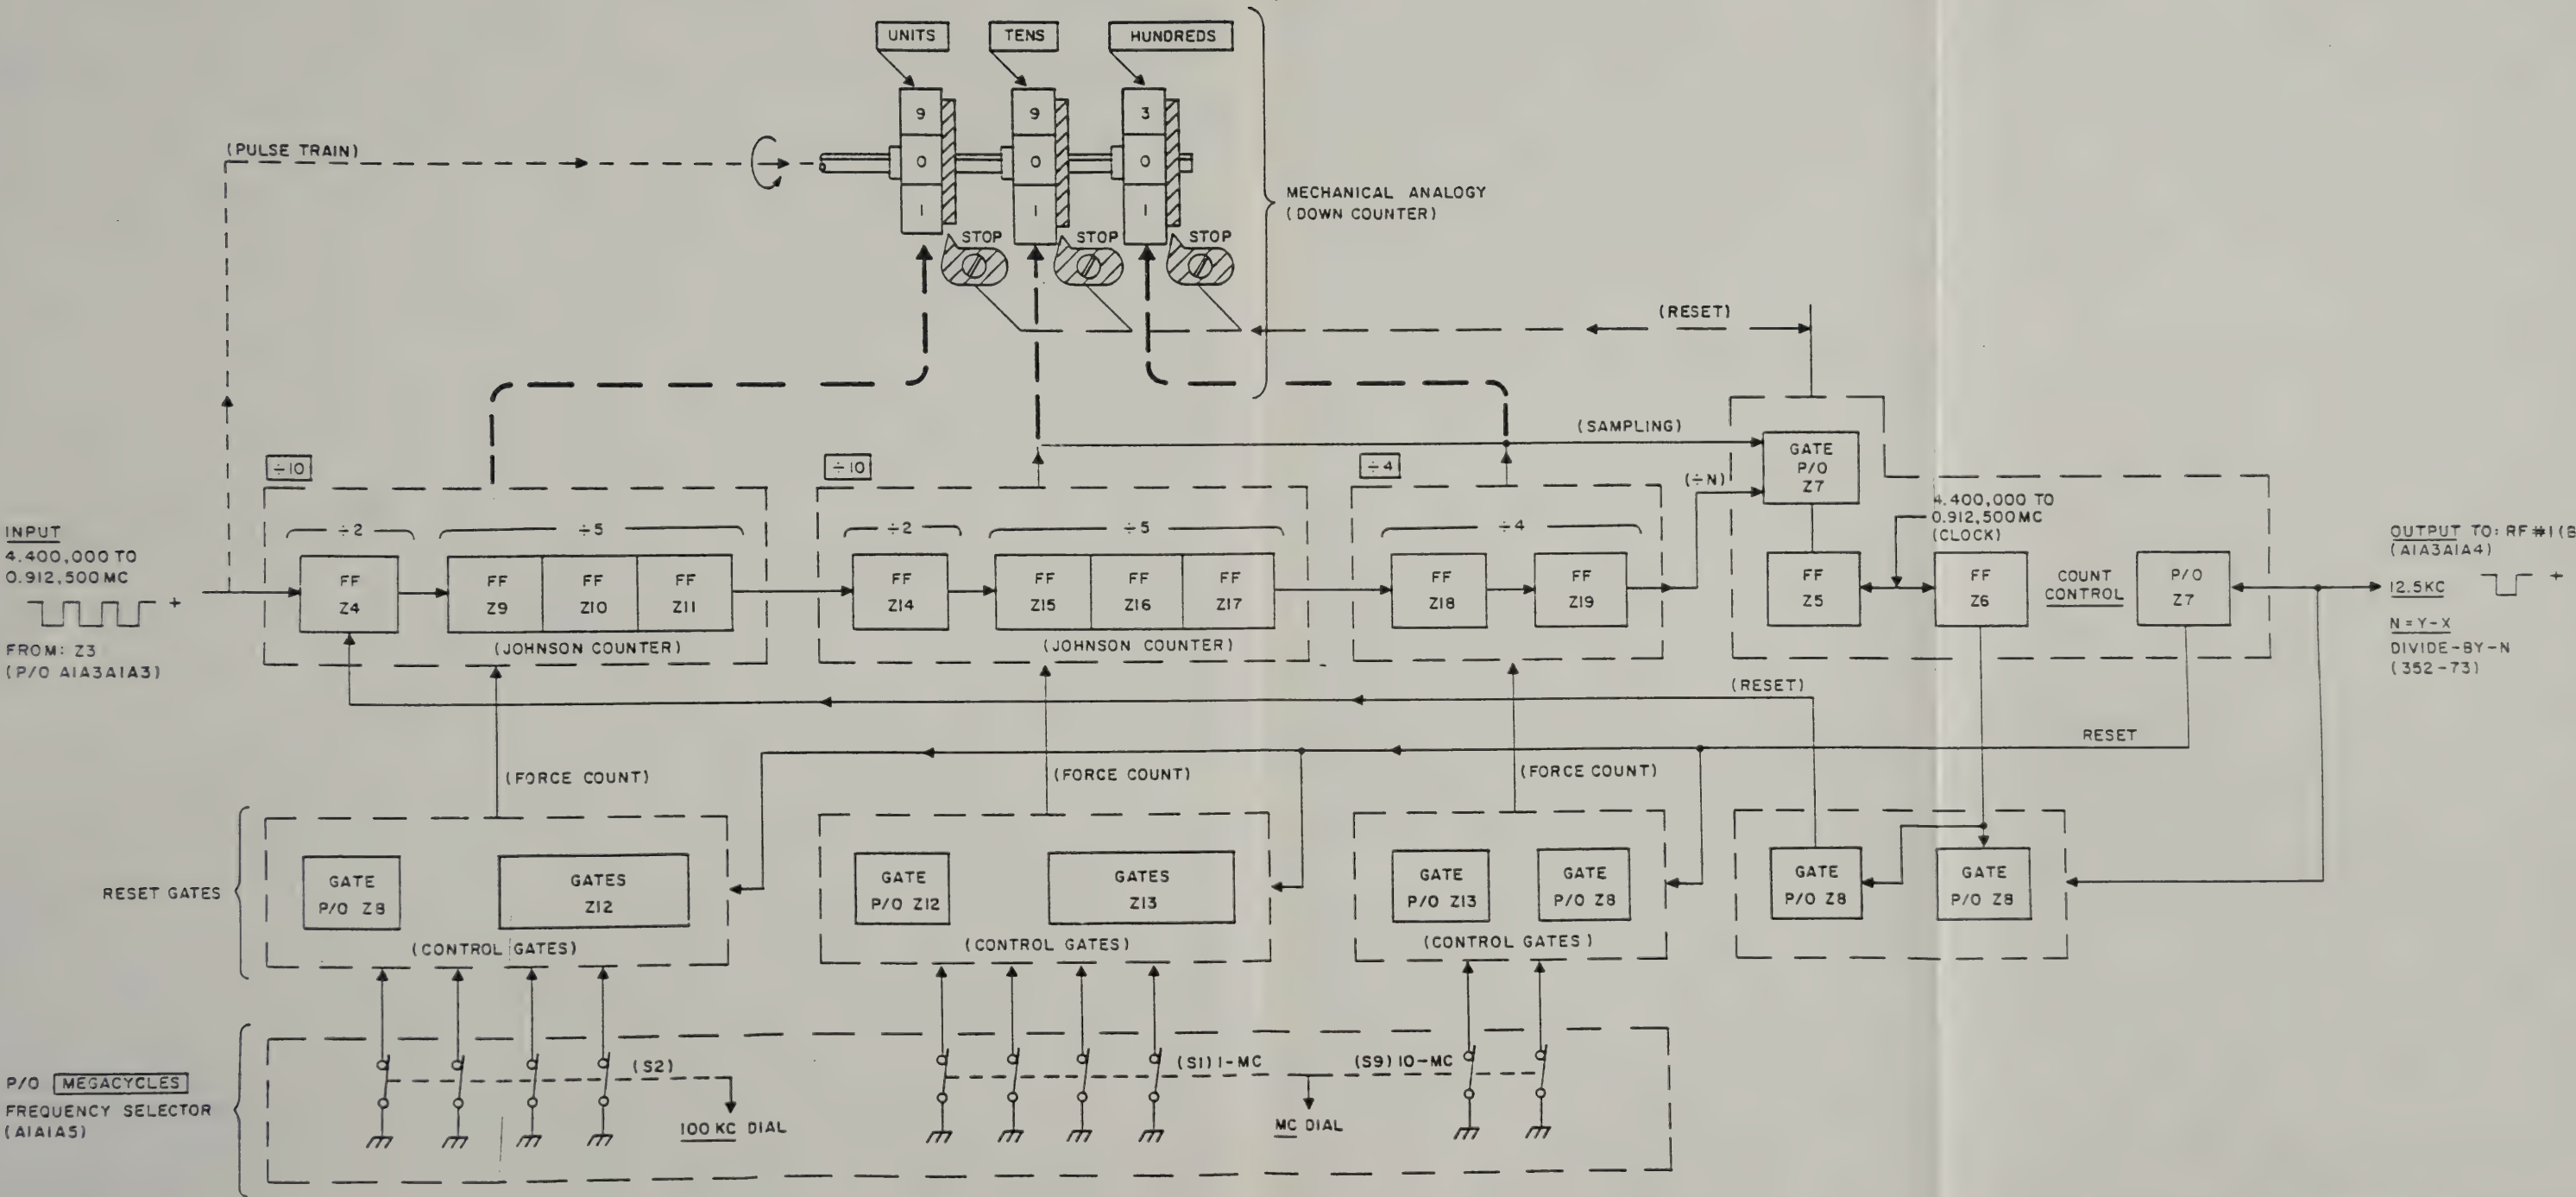 UNITS
TENS
HUNDREDS
9
0
1
9
0
1
3
0
1
(PULSE TRAIN)
MECHANICAL ANALOGY
(DOWN COUNTER)
STOP
STOP
STOP
(RESET)
(SAMPLING)
÷10
÷10
÷4
(÷N)
GATE
P/O
Z7
4.400,000 TO
0.912,500 MC
(CLOCK)
INPUT
4.400,000 TO
0.912,500 MC
+
FROM: Z3
(P/O A1A3A1A3)
÷2
÷5
÷2
÷5
÷4
FF
Z4
FF
Z9
FF
Z10
FF
Z11
(JOHNSON COUNTER)
FF
Z14
FF
Z15
FF
Z16
FF
Z17
(JOHNSON COUNTER)
FF
Z18
FF
Z19
FF
Z5
FF
Z6
COUNT
CONTROL
P/O
Z7
OUTPUT TO: RF #1 (B
(A1A3A1A4)
12.5KC
+
N=Y-X
DIVIDE-BY-N
(352-73)
(RESET)
RESET
(FORCE COUNT)
(FORCE COUNT)
(FORCE COUNT)
RESET GATES
GATE
P/O Z8
GATES
Z12
(CONTROL GATES)
GATE
P/O Z12
GATES
Z13
(CONTROL GATES)
GATE
P/O Z13
GATE
P/O Z8
(CONTROL GATES)
GATE
P/O Z8
GATE
P/O Z8
P/O MEGACYCLES
FREQUENCY SELECTOR
(A1A1A5)
(S2)
100 KC DIAL
(S1) 1-MC
(S9) 10-MC
MC DIAL